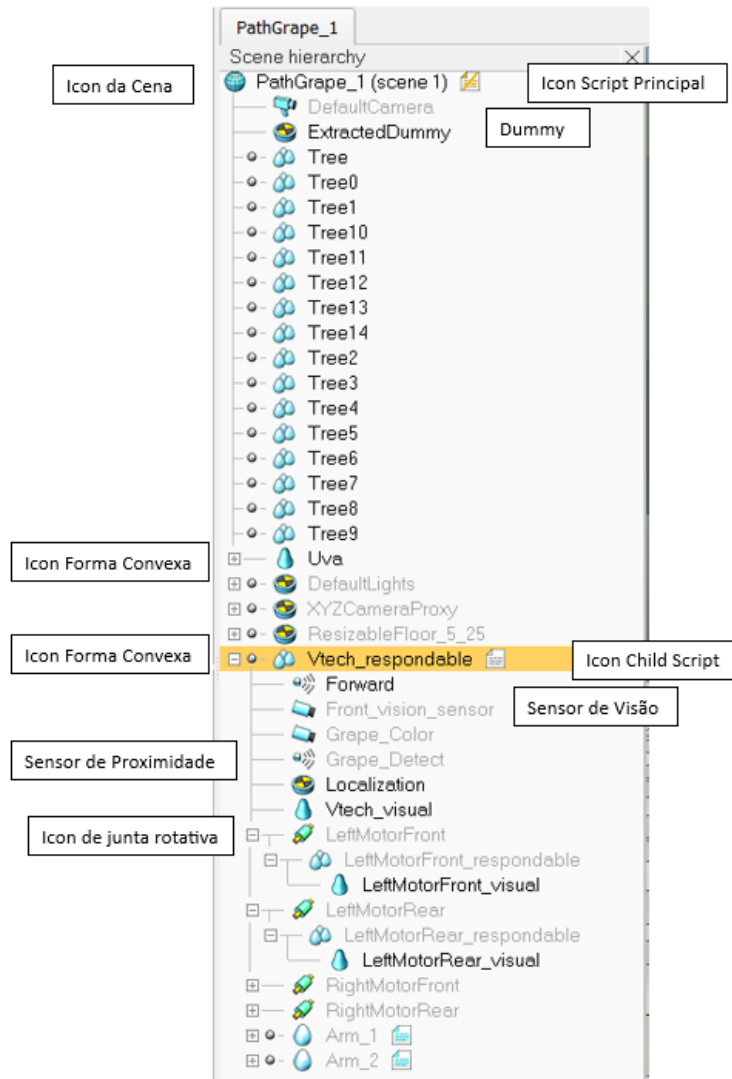 PathGrape_1
Scene hierarchy
Icon da Cena
PathGrape_1 (scene 1)
Icon Script Principal
DefaultCamera
ExtractedDummy
Dummy
Tree
Tree0
Tree1
Tree10
Tree11
Tree12
Tree13
Tree14
Tree2
Tree3
Tree4
Tree5
Tree6
Tree7
Tree8
Tree9
Icon Forma Convexa
Uva
DefaultLights
XYZCameraProxy
ResizableFloor_5_25
Icon Forma Convexa
Vtech_respondable
Icon Child Script
Forward
Front_vision_sensor
Sensor de Visão
Grape_Color
Sensor de Proximidade
Grape_Detect
Localization
Vtech_visual
Icon de junta rotativa
LeftMotorFront
LeftMotorFront_respondable
LeftMotorFront_visual
LeftMotorRear
LeftMotorRear_respondable
LeftMotorRear_visual
RightMotorFront
RightMotorRear
Arm_1
Arm_2